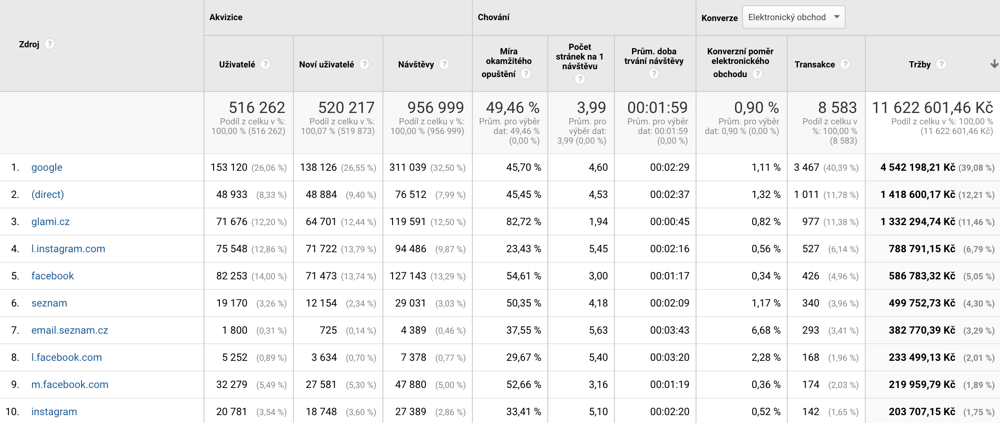 Akvizice Chování Konverze Elektronický obchod
Zdroj ?
Uživatelé ? Noví uživatelé ? Návštěvy ? Míra okamžitého opuštění ? Počet stránek na 1 návštěvu ? Prům. doba trvání návštěvy ? Konverzní poměr elektronického obchodu ? Transakce ? Tržby ?
516 262 520 217 956 999 49,46 % 3,99 00:01:59 0,90 % 8 583 11 622 601,46 Kč
Podíl z celku v %: 100,00 % (516 262) Podíl z celku v %: 100,07 % (519 873) Podíl z celku v %: 100,00 % (956 999) Prům. pro výběr dat: 49,46 % (0,00 %) Prům. pro výběr dat: 3,99 (0,00 %) Prům. pro výběr dat: 00:01:59 (0,00 %) Prům. pro výběr dat: 0,90 % (0,00 %) Podíl z celku v %: 100,00 % (8 583) Podíl z celku v %: 100,00 % (11 622 601,46 Kč)
1. google 153 120 (26,06 %) 138 126 (26,55 %) 311 039 (32,50 %) 45,70 % 4,60 00:02:29 1,11 % 3 467 (40,39 %) 4 542 198,21 Kč (39,08 %)
2. (direct) 48 933 (8,33 %) 48 884 (9,40 %) 76 512 (7,99 %) 45,45 % 4,53 00:02:37 1,32 % 1 011 (11,78 %) 1 418 600,17 Kč (12,21 %)
3. glami.cz 71 676 (12,20 %) 64 701 (12,44 %) 119 591 (12,50 %) 82,72 % 1,94 00:00:45 0,82 % 977 (11,38 %) 1 332 294,74 Kč (11,46 %)
4. l.instagram.com 75 548 (12,86 %) 71 722 (13,79 %) 94 486 (9,87 %) 23,43 % 5,45 00:02:16 0,56 % 527 (6,14 %) 788 791,15 Kč (6,79 %)
5. facebook 82 253 (14,00 %) 71 473 (13,74 %) 127 143 (13,29 %) 54,61 % 3,00 00:01:17 0,34 % 426 (4,96 %) 586 783,32 Kč (5,05 %)
6. seznam 19 170 (3,26 %) 12 154 (2,34 %) 29 031 (3,03 %) 50,35 % 4,18 00:02:09 1,17 % 340 (3,96 %) 499 752,73 Kč (4,30 %)
7. email.seznam.cz 1 800 (0,31 %) 725 (0,14 %) 4 389 (0,46 %) 37,55 % 5,63 00:03:43 6,68 % 293 (3,41 %) 382 770,39 Kč (3,29 %)
8. l.facebook.com 5 252 (0,89 %) 3 634 (0,70 %) 7 378 (0,77 %) 29,67 % 5,40 00:03:20 2,28 % 168 (1,96 %) 233 499,13 Kč (2,01 %)
9. m.facebook.com 32 279 (5,49 %) 27 581 (5,30 %) 47 880 (5,00 %) 52,66 % 3,16 00:01:19 0,36 % 174 (2,03 %) 219 959,79 Kč (1,89 %)
10. instagram 20 781 (3,54 %) 18 748 (3,60 %) 27 389 (2,86 %) 33,41 % 5,10 00:02:20 0,52 % 142 (1,65 %) 203 707,15 Kč (1,75 %)